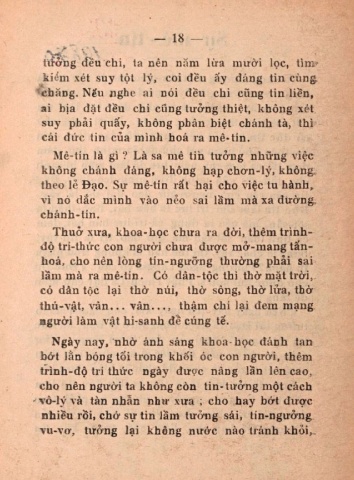 — 18 —
tưởng đều chi, ta nên năm lừa mười lọc, tìm
kiếm xét suy tột lý, coi đều ấy đáng tin cùng
chăng. Nếu nghe ai nói đều chi cũng tin liền,
ai bịa đặt đều chi cũng tưởng thiệt, không xét
suy phải quấy, không phân biệt chánh tà, thì
cái đức tin của mình hoá ra mê-tín.
Mê-tín là gì ? Là sa mê tin tưởng những việc
không chánh đáng, không hạp chơn-lý, không
theo lẽ Đạo. Sự mê-tín rất hại cho việc tu hành,
vì nó dắc mình vào nẻo sai lầm mà xa đường
chánh-tín.
Thuở xưa, khoa-học chưa ra đời, thêm trình-
độ tri-thức con người chưa được mở-mang tấn-
hoà, cho nên lòng tín-ngưỡng thường phải sai
lầm mà ra mê-tín. Có dân-tộc thì thờ mặt trời,
có dân tộc lại thờ núi, thờ sông, thờ lửa, thờ
thú-vật, vân... vân..., thậm chí lại đem mạng
người làm vật hi-sanh để cúng tế.
Ngày nay, nhờ ánh sáng khoa-học đánh tan
bớt lằn bóng tối trong khối óc con người, thêm
trình-độ tri thức ngày được nâng lần lên cao,
cho nên người ta không còn tin-tưởng một cách
vô-lý và tàn nhẫn như xưa ; cho hay bớt được
nhiều rồi, chớ sự tin lầm tưởng sái, tín-ngưỡng
vu-vơ, tưởng lại không nước nào tránh khỏi,